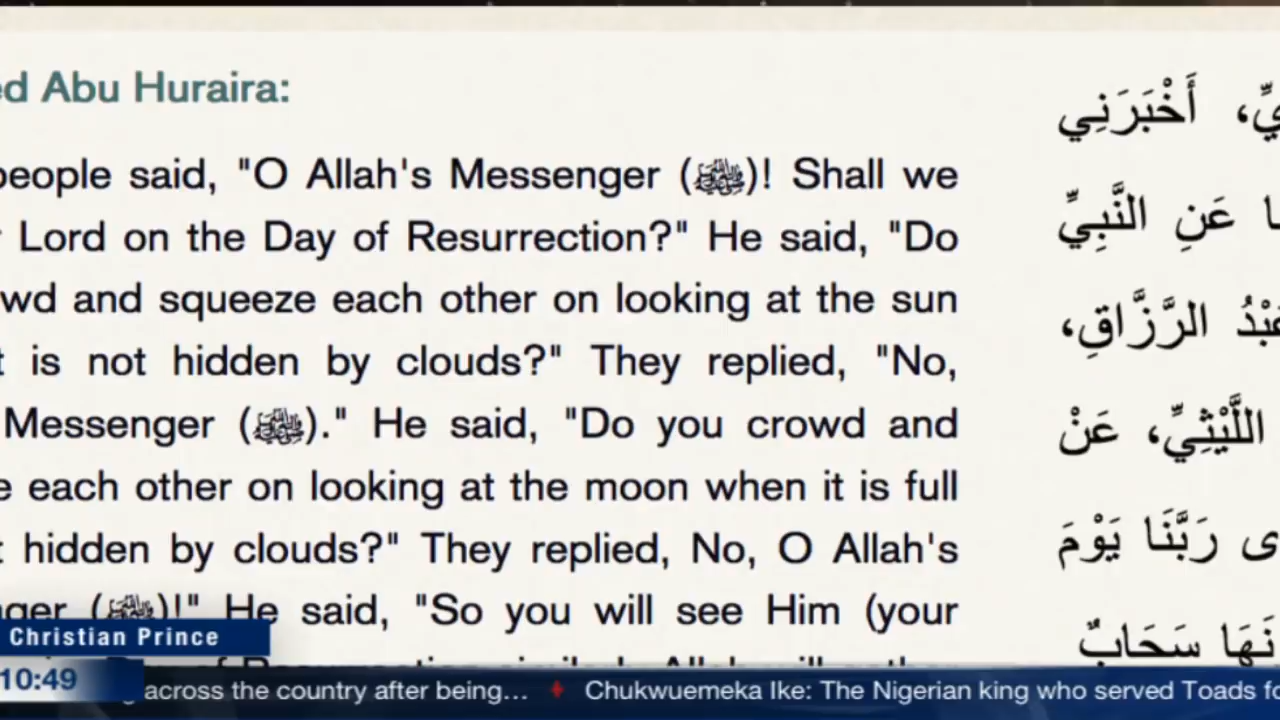 ed Abu Huraira:
people said, "O Allah's Messenger (ﷺ)! Shall we
Lord on the Day of Resurrection?" He said, "Do
wd and squeeze each other on looking at the sun
t is not hidden by clouds?" They replied, "No,
Messenger (ﷺ)." He said, "Do you crowd and
e each other on looking at the moon when it is full
t hidden by clouds?" They replied, No, O Allah's
nger (ﷺ)!" He said, "So you will see Him (your
يِّ، أَخْبَرَنِي
ا عَنِ النَّبِيِّ
عَبْدُ الرَّزَّاقِ،
اللَّيْثِيِّ، عَنْ
ى رَبَّنَا يَوْمَ
نَهَا سَحَابٌ
Christian Prince
10:49
across the country after being... Chukwuemeka Ike: The Nigerian king who served Toads fo